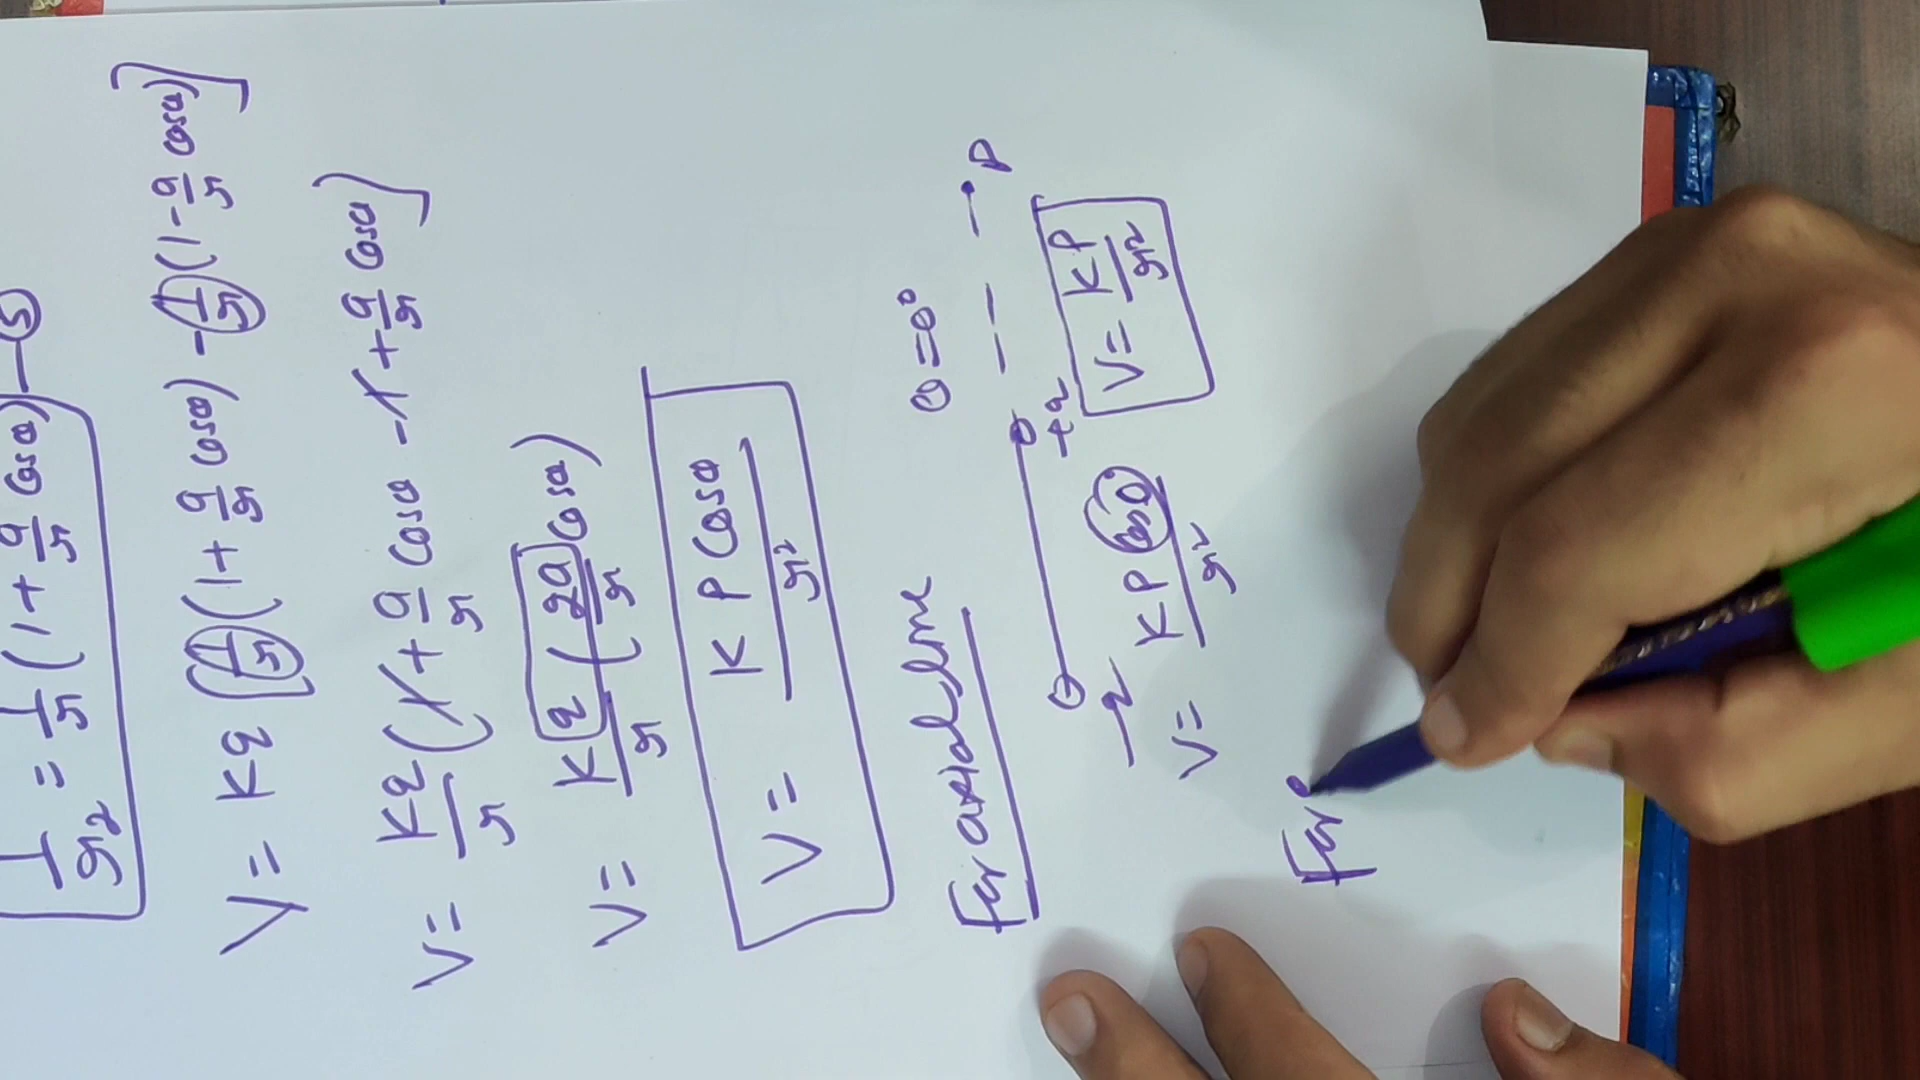 1/r₂ = 1/r (1 + a/r cosθ) — ⑤
V = Kq [1/r (1 + a/r cosθ) - 1/r (1 - a/r cosθ)]
V = Kq/r (1 + a/r cosθ - 1 + a/r cosθ]
V = Kq/r (2a/r cosθ)
V = KP cosθ/r²
For axial line θ = 0°
-q +q P
V = KP cos0/r² V = KP/r²
For